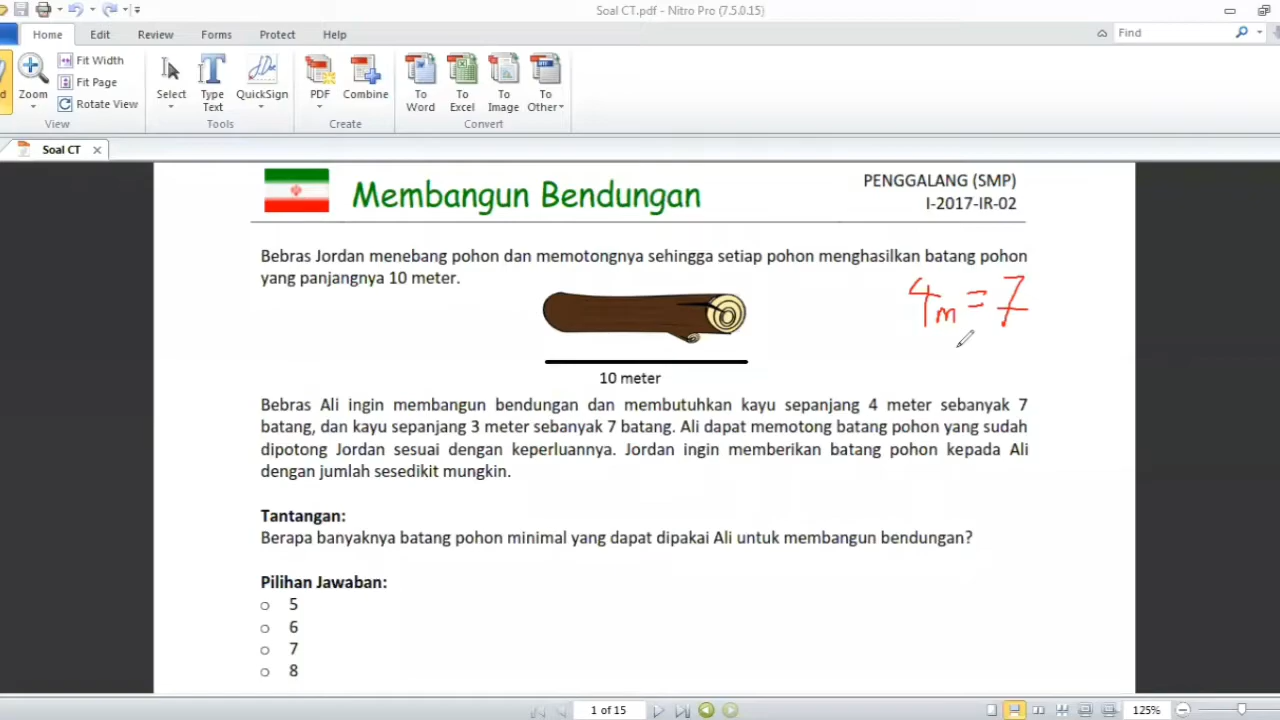 Soal CT.pdf - Nitro Pro (7.5.0.15)
Home Edit Review Forms Protect Help
Find
Zoom
Fit Width
Fit Page
Rotate View
View
Select
Type Text
QuickSign
Tools
PDF
Combine
Create
To Word
To Excel
To Image
To Other
Convert
Soal CT
Membangun Bendungan
PENGGALANG (SMP)
I-2017-IR-02
Bebras Jordan menebang pohon dan memotongnya sehingga setiap pohon menghasilkan batang pohon
yang panjangnya 10 meter.
4m = 7
10 meter
Bebras Ali ingin membangun bendungan dan membutuhkan kayu sepanjang 4 meter sebanyak 7
batang, dan kayu sepanjang 3 meter sebanyak 7 batang. Ali dapat memotong batang pohon yang sudah
dipotong Jordan sesuai dengan keperluannya. Jordan ingin memberikan batang pohon kepada Ali
dengan jumlah sesedikit mungkin.
Tantangan:
Berapa banyaknya batang pohon minimal yang dapat dipakai Ali untuk membangun bendungan?
Pilihan Jawaban:
5
6
7
8
1 of 15
125%